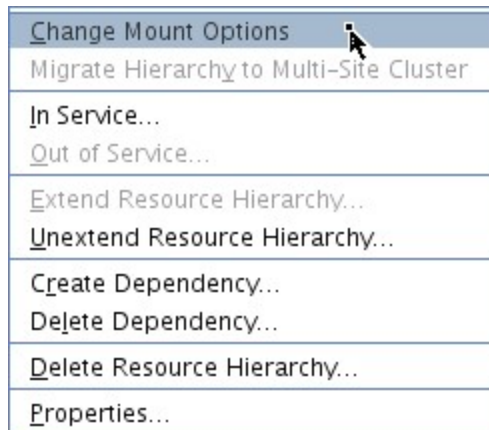 Change Mount Options
Migrate Hierarchy to Multi-Site Cluster
In Service...
Out of Service...
Extend Resource Hierarchy...
Unextend Resource Hierarchy...
Create Dependency...
Delete Dependency...
Delete Resource Hierarchy...
Properties...